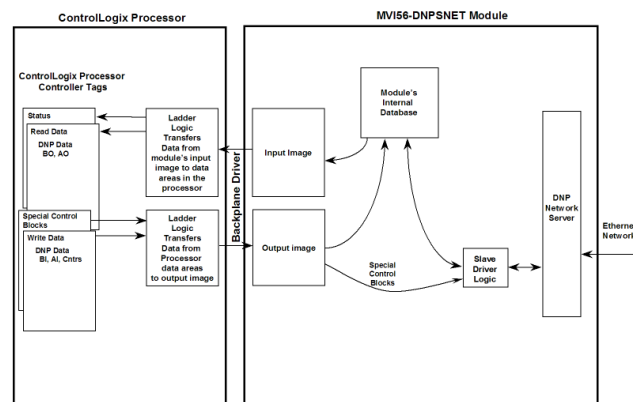 ControlLogix Processor
MVI56-DNPSNET Module
ControlLogix Processor
Controller Tags
Status
Read Data
DNP Data
BO, AO
Special Control
Blocks
Write Data
DNP Data
BI, AI, Cntrs
Ladder
Logic
Transfers
Data from
module's input
image to data
areas in the
processor
Ladder
Logic
Transfers
Data from
Processor
data areas
to output image
Backplane Driver
Input Image
Output image
Module's
Internal
Database
Special
Control
Blocks
Slave
Driver
Logic
DNP
Network
Server
Ethernet
Network